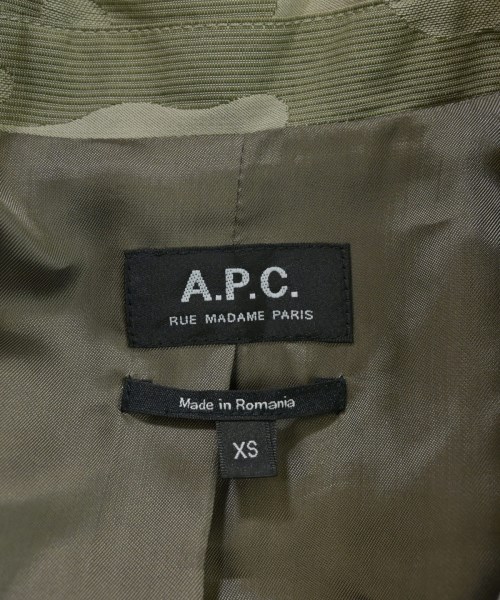 A.P.C.
RUE MADAME PARIS
Made in Romania
XS